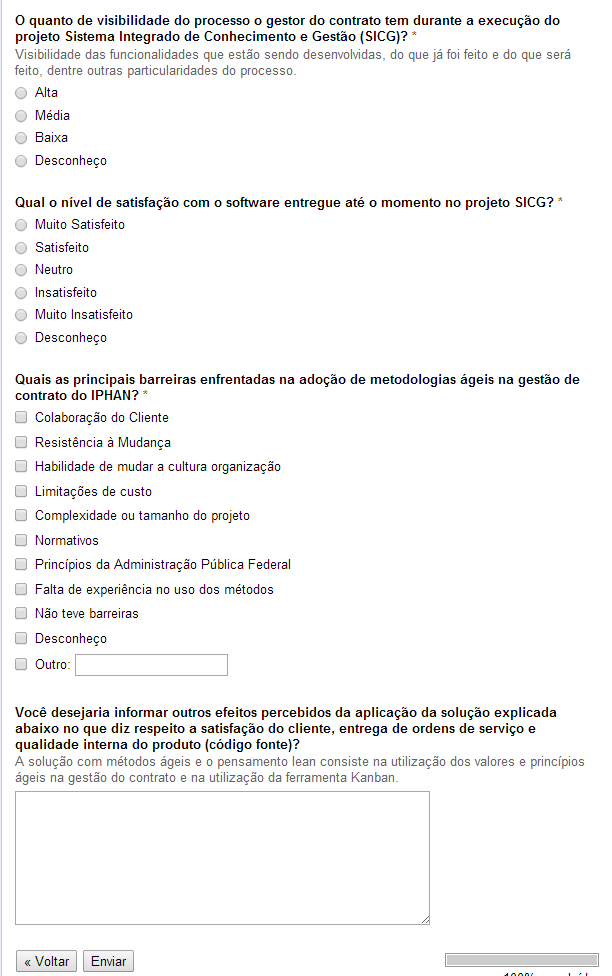 O quanto de visibilidade do processo o gestor do contrato tem durante a execução do
projeto Sistema Integrado de Conhecimento e Gestão (SICG)? *
Visibilidade das funcionalidades que estão sendo desenvolvidas, do que já foi feito e do que será
feito, dentre outras particularidades do processo.
Alta
Média
Baixa
Desconheço
Qual o nível de satisfação com o software entregue até o momento no projeto SICG? *
Muito Satisfeito
Satisfeito
Neutro
Insatisfeito
Muito Insatisfeito
Desconheço
Quais as principais barreiras enfrentadas na adoção de metodologias ágeis na gestão de
contrato do IPHAN? *
Colaboração do Cliente
Resistência à Mudança
Habilidade de mudar a cultura organização
Limitações de custo
Complexidade ou tamanho do projeto
Normativos
Princípios da Administração Pública Federal
Falta de experiência no uso dos métodos
Não teve barreiras
Desconheço
Outro:
Você desejaria informar outros efeitos percebidos da aplicação da solução explicada
abaixo no que diz respeito a satisfação do cliente, entrega de ordens de serviço e
qualidade interna do produto (código fonte)?
A solução com métodos ágeis e o pensamento lean consiste na utilização dos valores e princípios
ágeis na gestão do contrato e na utilização da ferramenta Kanban.
« Voltar Enviar